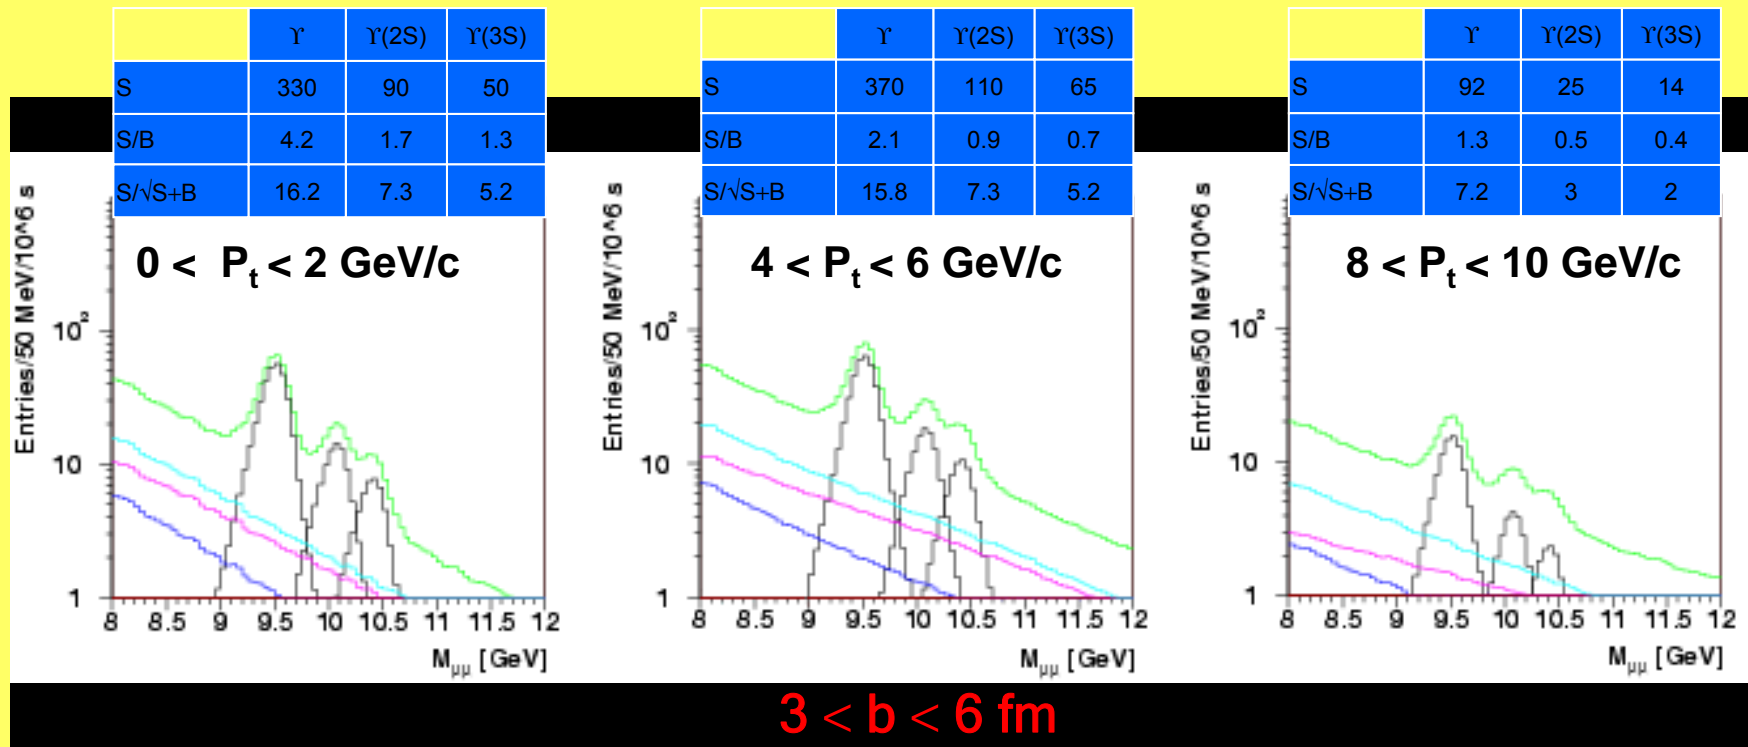 ϒ ϒ(2S) ϒ(3S)
S 330 90 50
S/B 4.2 1.7 1.3
S/√S+B 16.2 7.3 5.2
0 < Pt < 2 GeV/c
Entries/50 MeV/10^6 s
10²
10
1
8 8.5 9 9.5 10 10.5 11 11.5 12
Mμμ [GeV]
ϒ ϒ(2S) ϒ(3S)
S 370 110 65
S/B 2.1 0.9 0.7
S/√S+B 15.8 7.3 5.2
4 < Pt < 6 GeV/c
Entries/50 MeV/10^6 s
10²
10
1
8 8.5 9 9.5 10 10.5 11 11.5 12
Mμμ [GeV]
ϒ ϒ(2S) ϒ(3S)
S 92 25 14
S/B 1.3 0.5 0.4
S/√S+B 7.2 3 2
8 < Pt < 10 GeV/c
Entries/50 MeV/10^6 s
10²
10
1
8 8.5 9 9.5 10 10.5 11 11.5 12
Mμμ [GeV]
3 < b < 6 fm